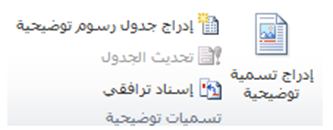 إدراج تسمية
توضيحية
إدراج جدول رسوم توضيحية
تحديث الجدول
إسناد ترافقي
تسميات توضيحية